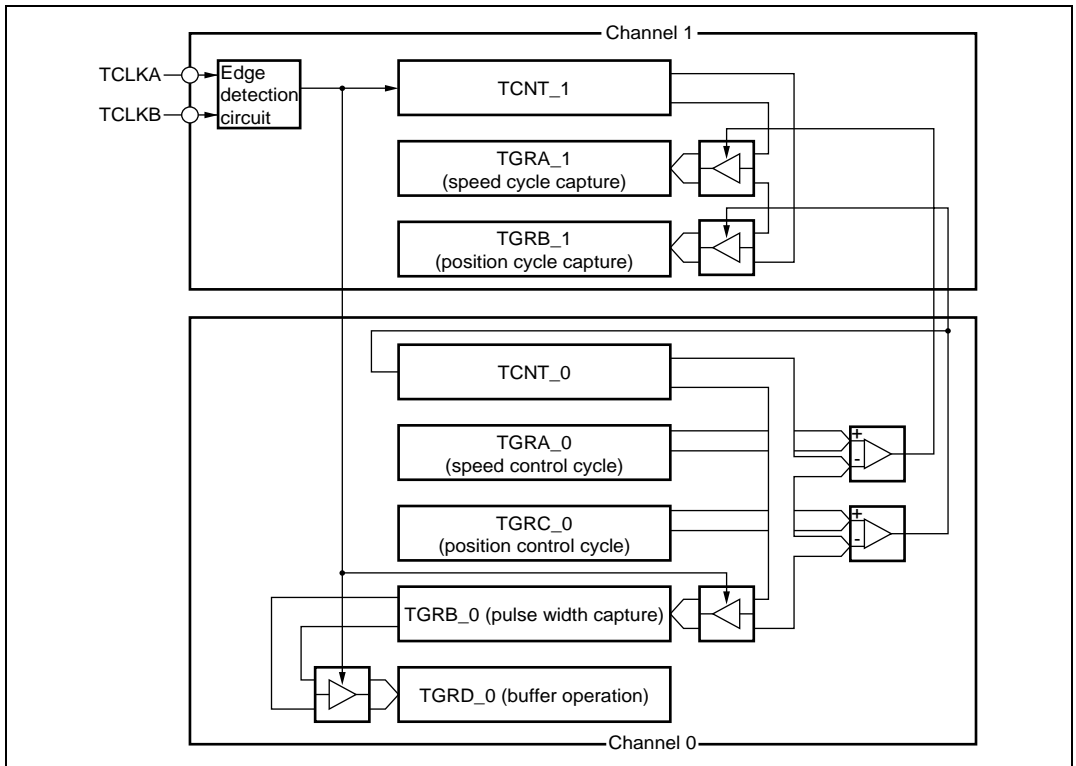 Channel 1
TCLKA
TCLKB
Edge
detection
circuit
TCNT_1
TGRA_1
(speed cycle capture)
TGRB_1
(position cycle capture)
TCNT_0
TGRA_0
(speed control cycle)
+
-
TGRC_0
(position control cycle)
+
-
TGRB_0 (pulse width capture)
TGRD_0 (buffer operation)
Channel 0